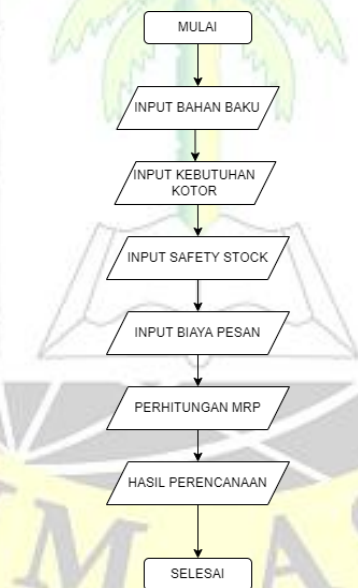 MULAI
INPUT BAHAN BAKU
INPUT KEBUTUHAN
KOTOR
INPUT SAFETY STOCK
INPUT BIAYA PESAN
PERHITUNGAN MRP
HASIL PERENCANAAN
SELESAI